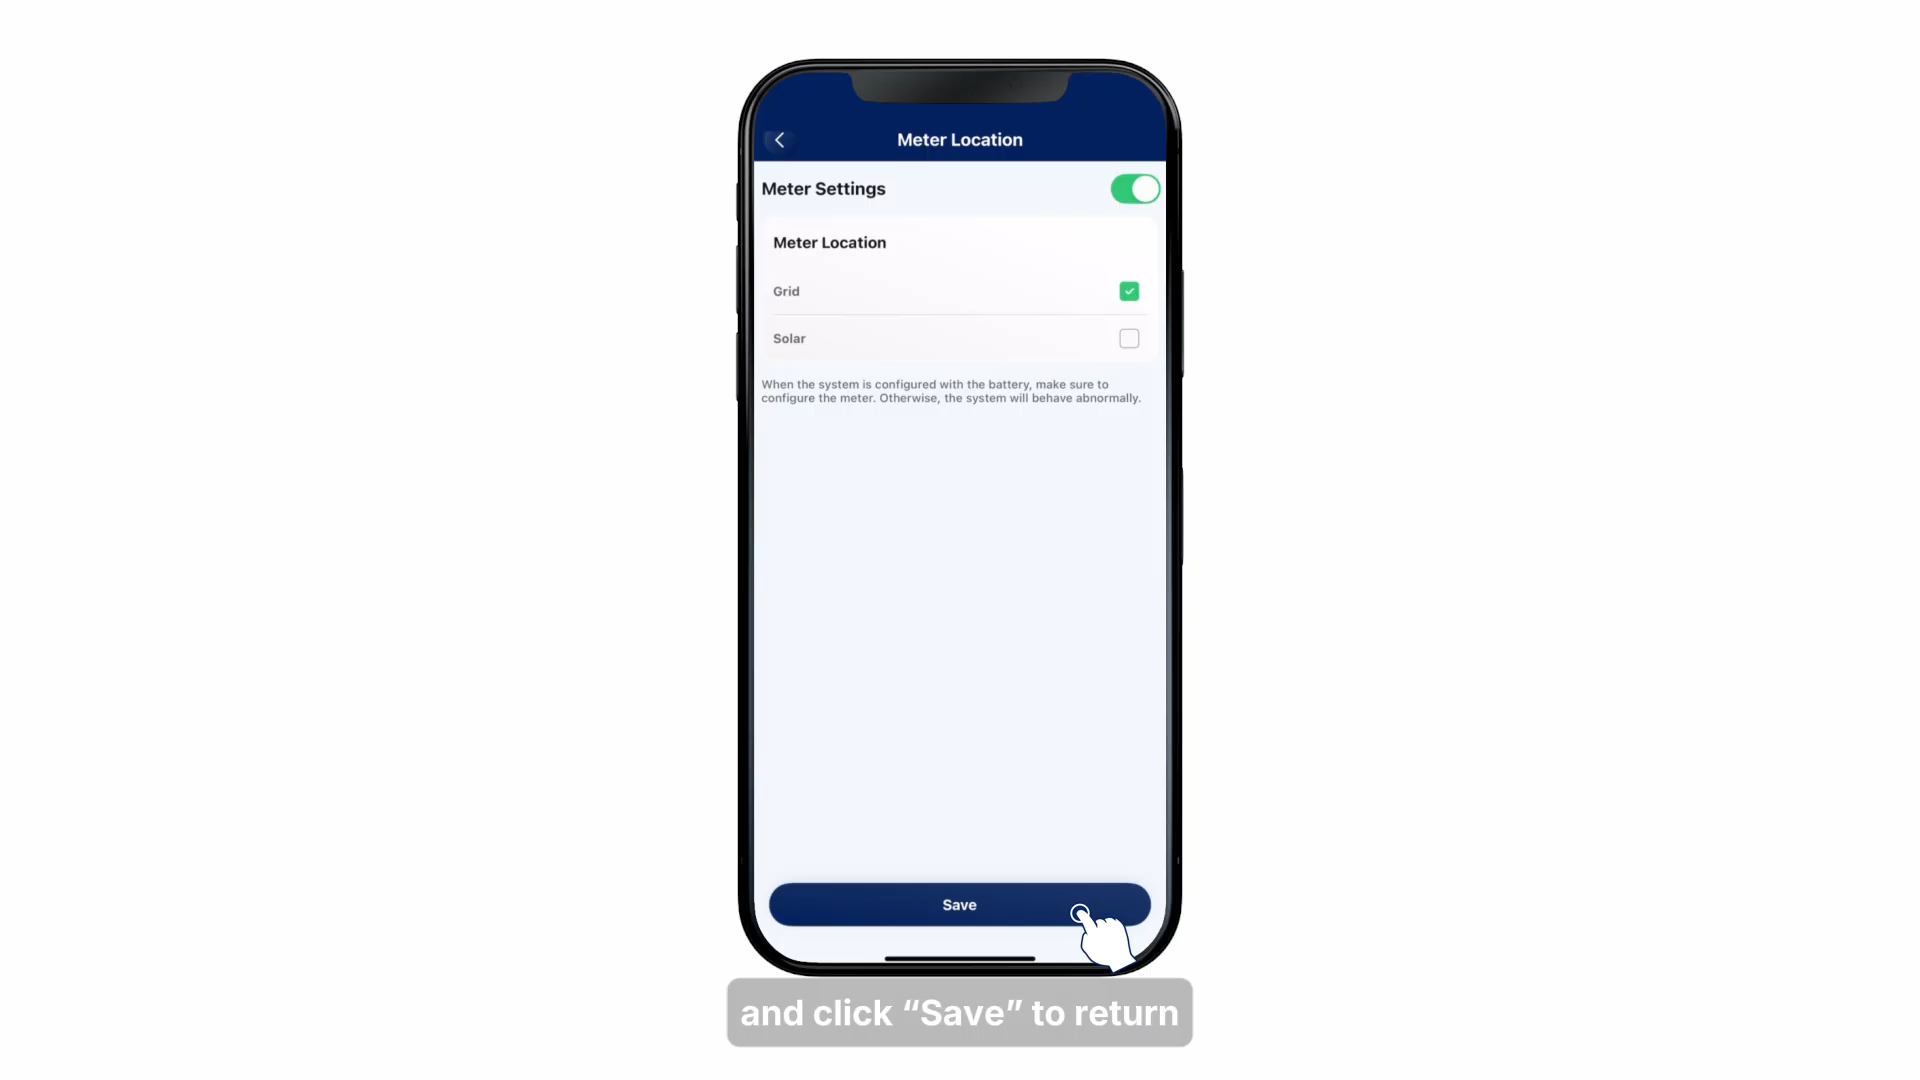 Meter Location
Meter Settings
Meter Location
Grid
Solar
When the system is configured with the battery, make sure to
configure the meter. Otherwise, the system will behave abnormally.
Save
and click “Save” to return